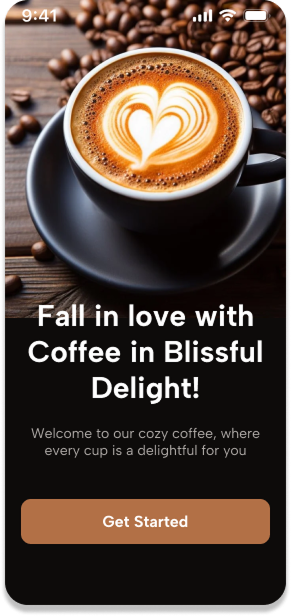 9:41
Fall in love with
Coffee in Blissful
Delight!
Welcome to our cozy coffee, where
every cup is a delightful for you
Get Started